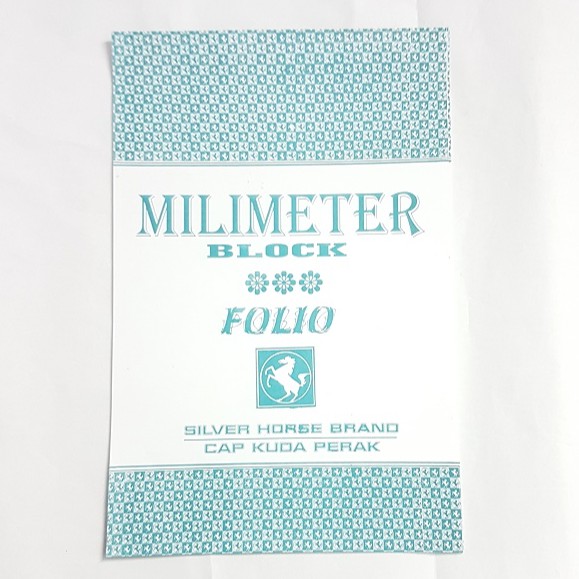 MILIMETER
BLOCK
FOLIO
SILVER HORSE BRAND
CAP KUDA PERAK